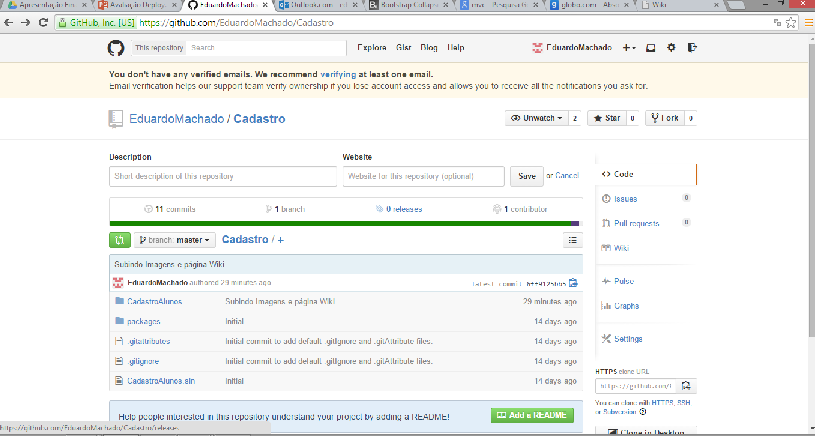 Apresentação En
Avatar Deploy
EduardoMachado
Outlook.com
Bootstrap Collaps
mvc - Pesquisa G
globo.com - Abso
Wiki
GitHub, Inc. [US] https://github.com/EduardoMachado/Cadastro
This repository Search Explore Gist Blog Help EduardoMachado
You don't have any verified emails. We recommend verifying at least one email.
Email verification helps our support team verify ownership if you lose account access and allows you to receive all the notifications you ask for.
EduardoMachado / Cadastro Unwatch 2 Star 0 Fork 0
Description Website
Short description of this repository Website for this repository (optional) Save or Cancel
11 commits 1 branch 0 releases 1 contributor
branch: master Cadastro / +
Subindo Imagens e página Wiki
EduardoMachado authored 29 minutes ago latest commit
CadastroAlunos Subindo Imagens e página Wiki 29 minutes ago
packages Initial 14 days ago
.gitattributes Initial commit to add default .gitIgnore and .gitAttribute files. 14 days ago
.gitignore Initial commit to add default .gitIgnore and .gitAttribute files. 14 days ago
CadastroAlunos.sln Initial 14 days ago
Help people interested in this repository understand your project by adding a README! Add a README
Code
Issues 0
Pull requests 0
Wiki
Pulse
Graphs
Settings
HTTPS clone URL
https://github.com/
You can clone with HTTPS, SSH,
or Subversion.
Clone in Desktop
https://github.com/EduardoMachado/Cadastro/releases